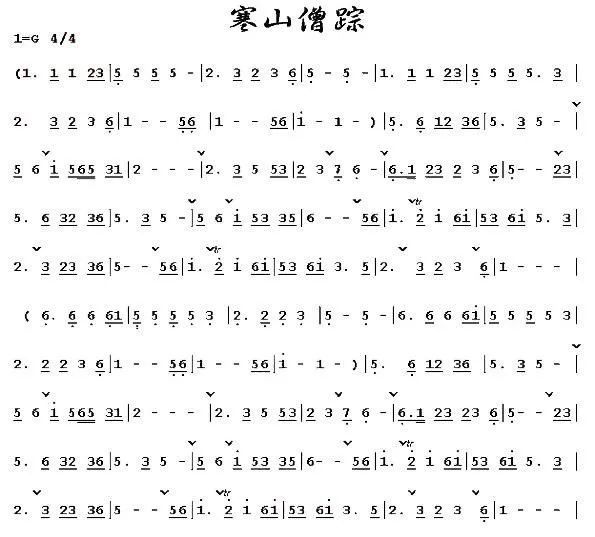 寒山僧踪
1=G 4/4
(1. 1 1 23|5 5 5 5 -|2. 3 2 3 6|5 - 5 -|1. 1 1 23|5 5 5 5. 3|
2. 3 2 3 6|1 - - 56|1 - - 56|i - 1 - )|5. 6 12 36|5. 3 5 -|
5 6 i 565 31|2 - - -|2. 3 5 53|2 3 7 6 -|6.1 23 2 3 6|5- - 23|
5. 6 32 36|5. 3 5 -|5 6 i 53 35|6 - - 56|i. tr 2 i 6i|53 6i 5. 3|
2. 3 23 36|5- - 56|i. tr 2 i 6i|53 6i 3. 5|2. 3 2 3 6|1 - - -|
( 6. 6 6 61|5 5 5 5 3|2. 2 2 3|5 - 5 -|6. 6 6 6i|5 5 5 5 3|
2. 2 2 3 6|1 - - 56|1 - - 56|i - 1 - )|5. 6 12 36|5. 3 5 -|
5 6 i 565 31|2 - - -|2. 3 5 53|2 3 7 6 -|6.1 23 23 6|5- - 23|
5. 6 32 36|5. 3 5 -|5 6 i 53 35|6- - 56|i. tr 2 i 6i|53 6i 5. 3|
2. 3 23 36|5 - - 56|i. tr 2 i 6i|53 6i 3. 5|2. 3 2 3 6|1 - - -|